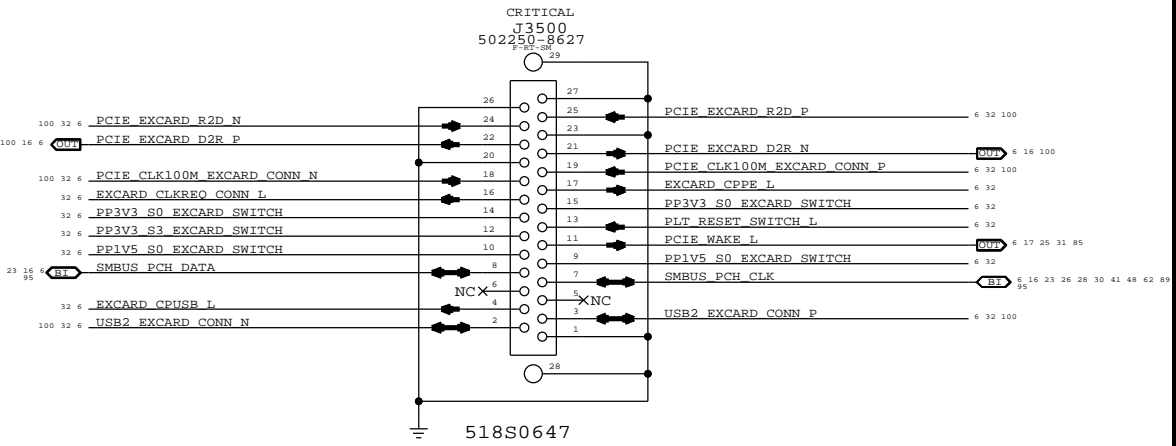 CRITICAL
J3500
502250-8627
F-RT-SM
29
26
27
25 PCIE_EXCARD_R2D_P 6 32 100
100 32 6 PCIE_EXCARD_R2D_N 24
23
100 16 6 OUT PCIE_EXCARD_D2R_P 22
21 PCIE_EXCARD_D2R_N OUT 6 16 100
20
19 PCIE_CLK100M_EXCARD_CONN_P 6 32 100
100 32 6 PCIE_CLK100M_EXCARD_CONN_N 18
17 EXCARD_CPPE_L 6 32
32 6 EXCARD_CLKREQ_CONN_L 16
15 PP3V3_S0_EXCARD_SWITCH 6 32
32 6 PP3V3_S0_EXCARD_SWITCH 14
13 PLT_RESET_SWITCH_L 6 32
32 6 PP3V3_S3_EXCARD_SWITCH 12
11 PCIE_WAKE_L OUT 6 17 25 31 85
32 6 PP1V5_S0_EXCARD_SWITCH 10
9 PP1V5_S0_EXCARD_SWITCH 6 32
23 16 6 BI SMBUS_PCH_DATA 8
95
7 SMBUS_PCH_CLK BI 6 16 23 26 28 30 41 48 62 89
95
NC 6
5 NC
32 6 EXCARD_CPUSB_L 4
3 USB2_EXCARD_CONN_P 6 32 100
100 32 6 USB2_EXCARD_CONN_N 2
1
28
518S0647